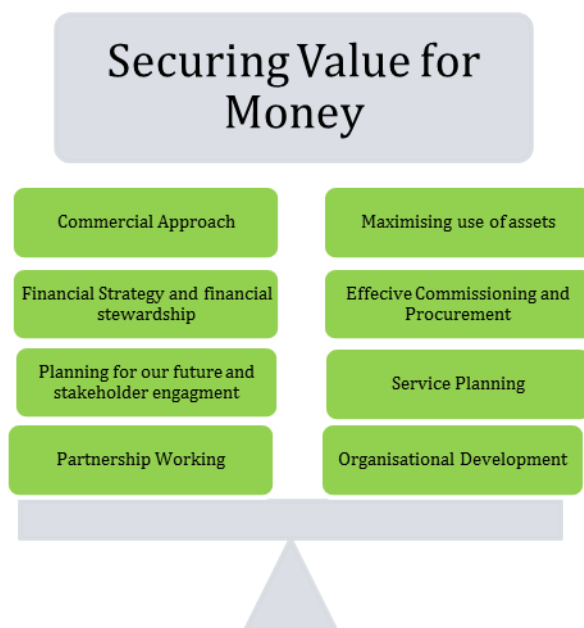 Securing Value for
Money
Commercial Approach
Maximising use of assets
Financial Strategy and financial
stewardship
Effecive Commissioning and
Procurement
Planning for our future and
stakeholder engagment
Service Planning
Partnership Working
Organisational Development